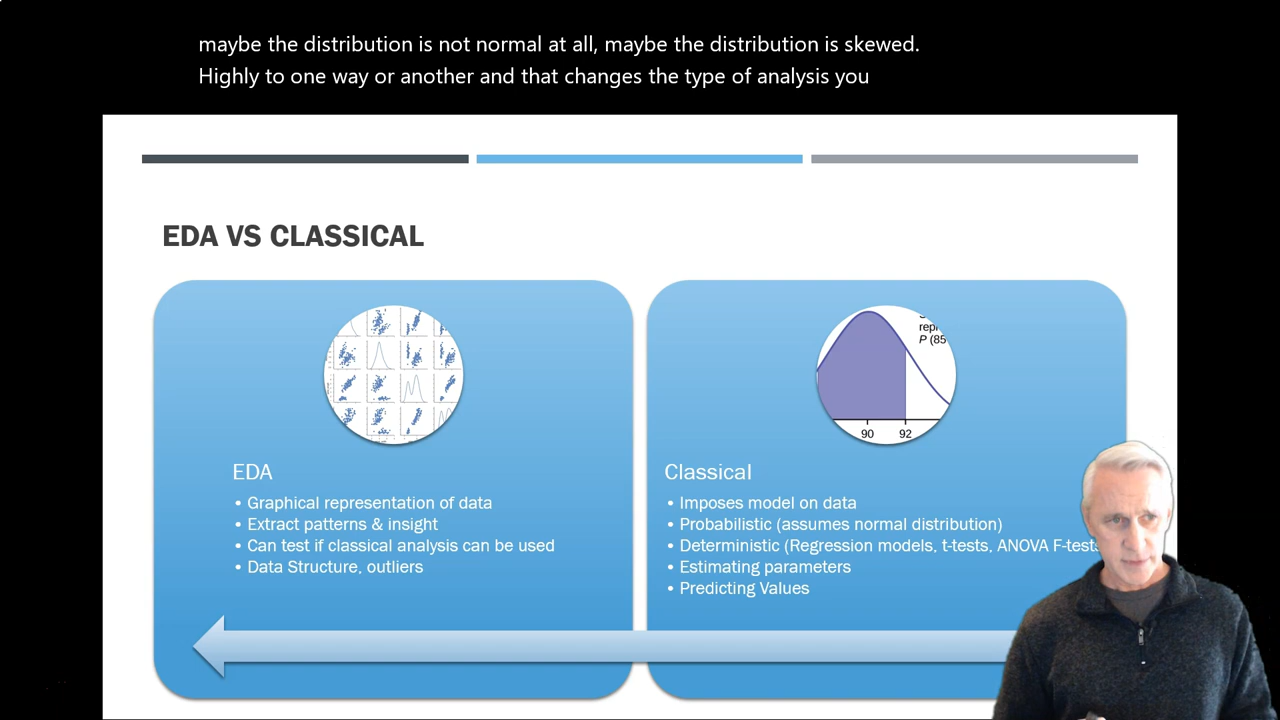 maybe the distribution is not normal at all, maybe the distribution is skewed.
Highly to one way or another and that changes the type of analysis you
EDA VS CLASSICAL
P (85
90 92
EDA
• Graphical representation of data
• Extract patterns & insight
• Can test if classical analysis can be used
• Data Structure, outliers
Classical
• Imposes model on data
• Probabilistic (assumes normal distribution)
• Deterministic (Regression models, t-tests, ANOVA F-tests
• Estimating parameters
• Predicting Values